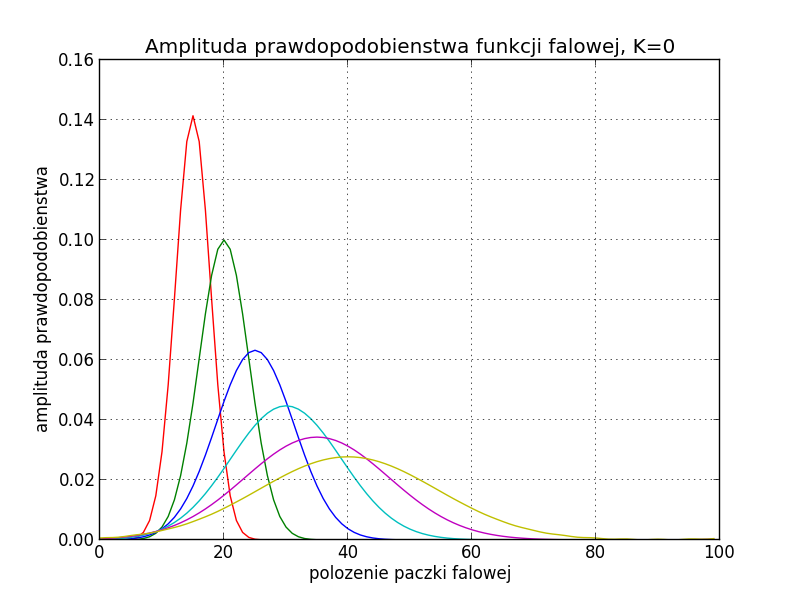 Amplituda prawdopodobienstwa funkcji falowej, K=0
0.16
0.14
0.12
0.10
0.08
0.06
0.04
0.02
0.00
amplituda prawdopodobienstwa
0 20 40 60 80 100
polozenie paczki falowej